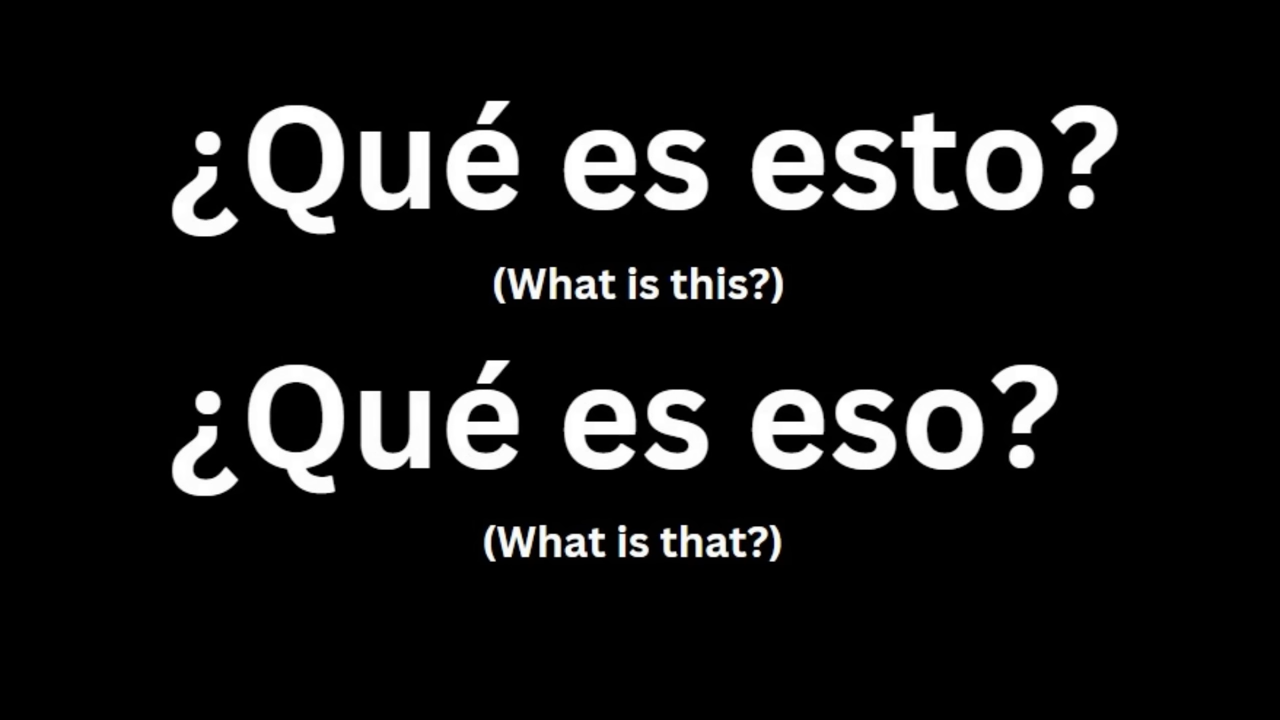 ¿Qué es esto?
(What is this?)
¿Qué es eso?
(What is that?)